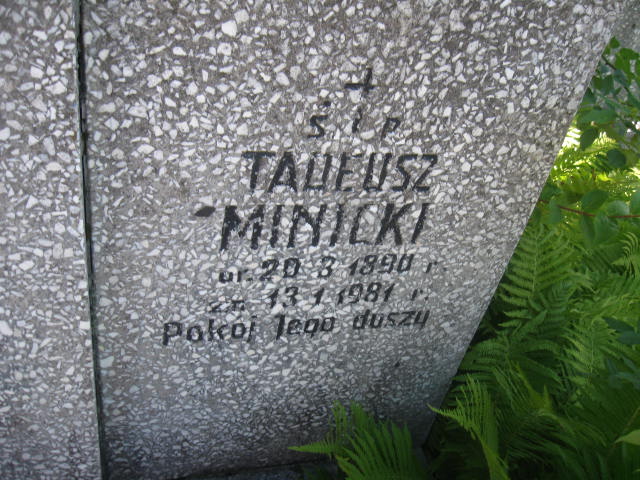 Ś i P
TADEUSZ
MINICKI
ur. 20 3 1890 r.
zm. 13 1 1981 r.
Pokój Jego duszy